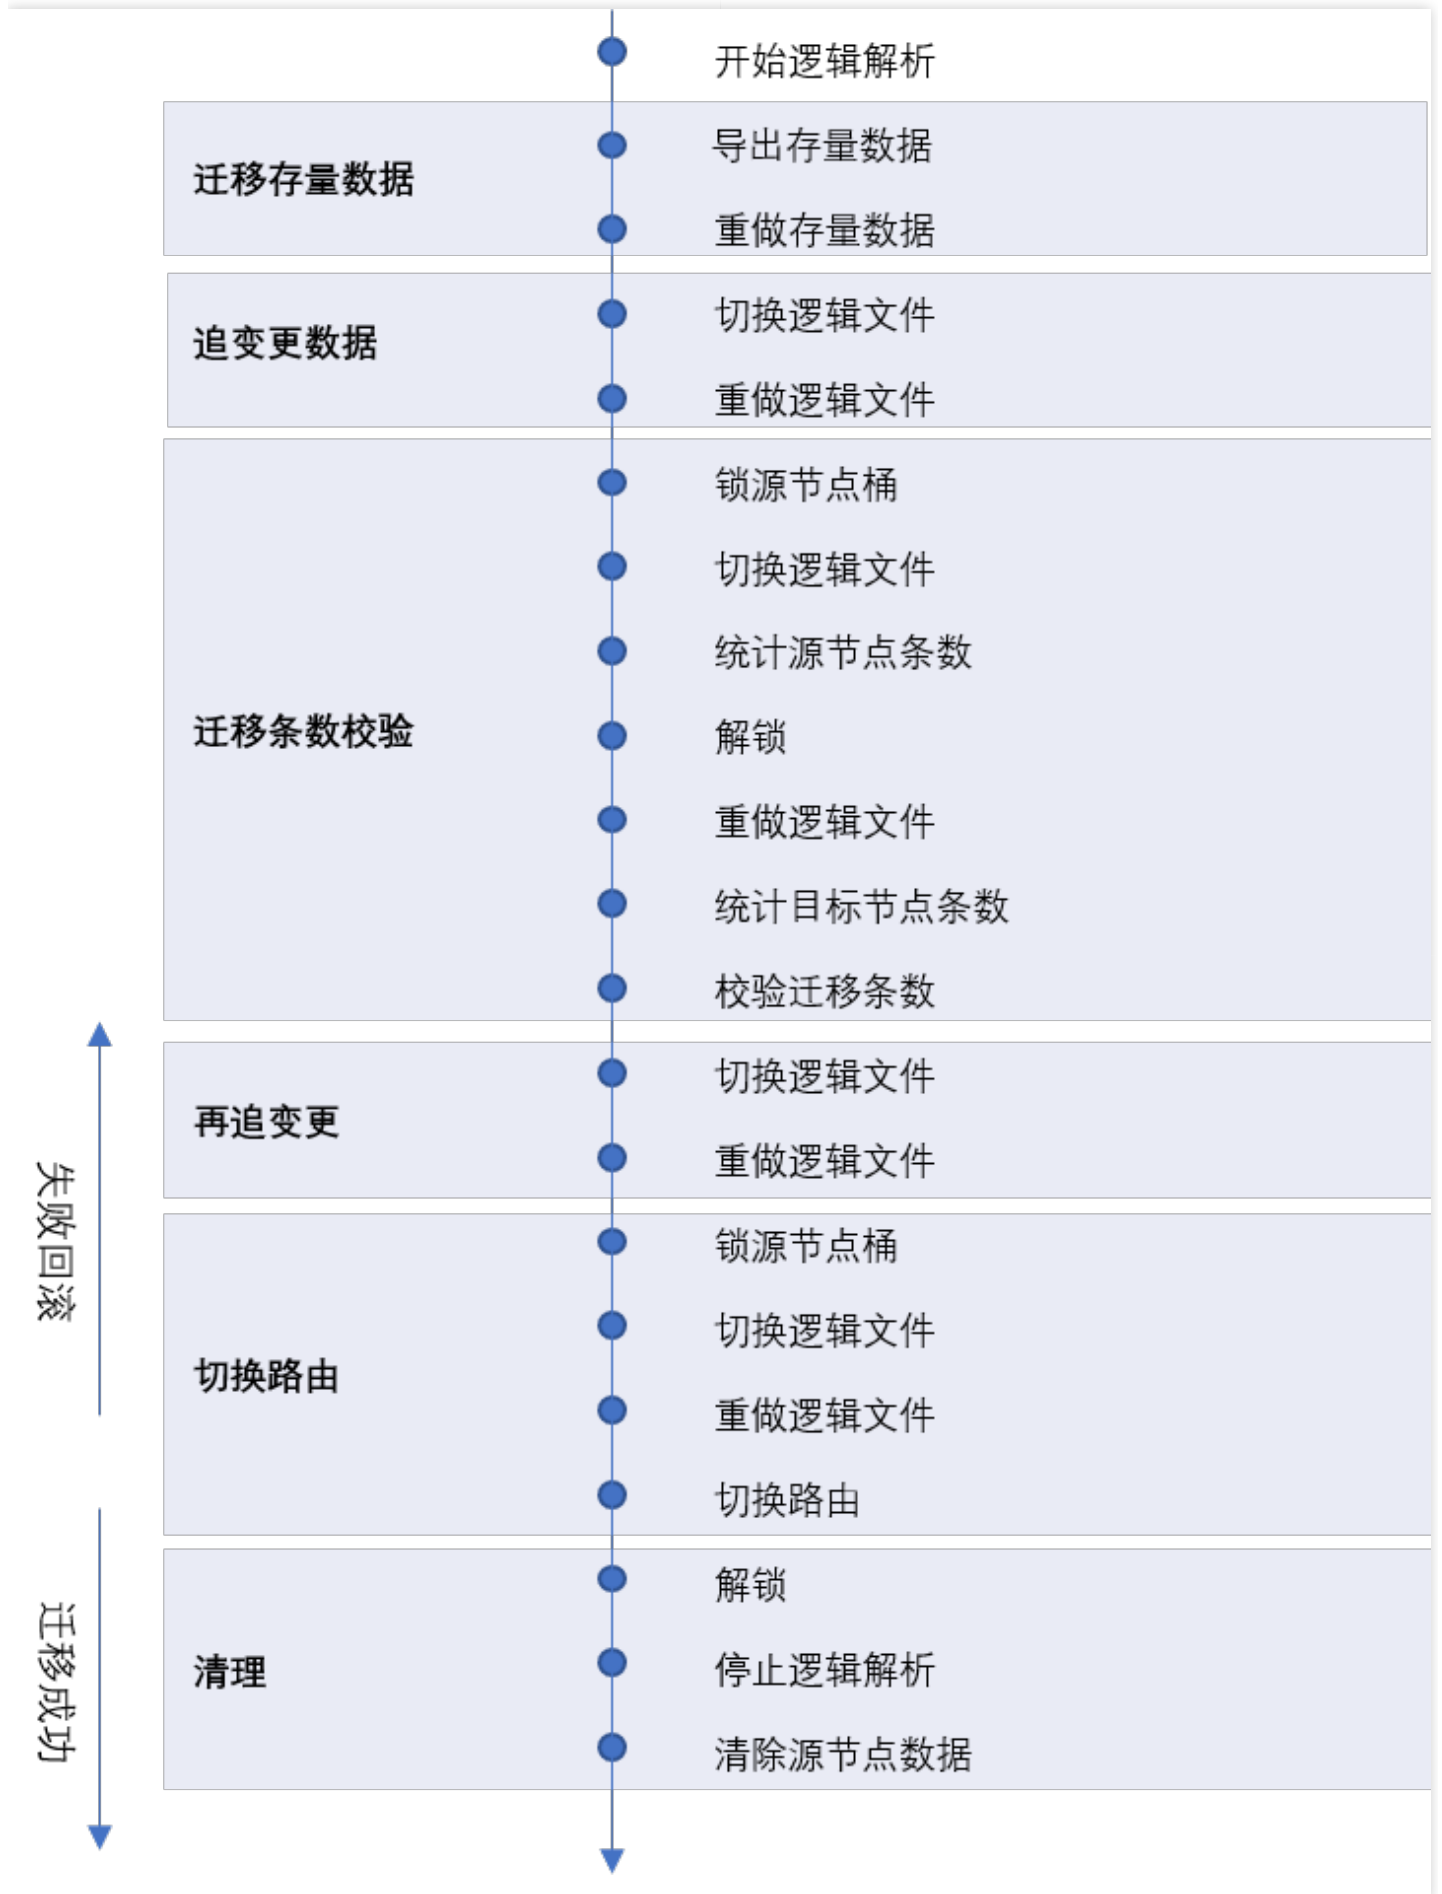 开始逻辑解析
迁移存量数据
导出存量数据
重做存量数据
追变更数据
切换逻辑文件
重做逻辑文件
迁移条数校验
锁源节点桶
切换逻辑文件
统计源节点条数
解锁
重做逻辑文件
统计目标节点条数
校验迁移条数
失败回滚
再追变更
切换逻辑文件
重做逻辑文件
切换路由
锁源节点桶
切换逻辑文件
重做逻辑文件
切换路由
迁移成功
清理
解锁
停止逻辑解析
清除源节点数据